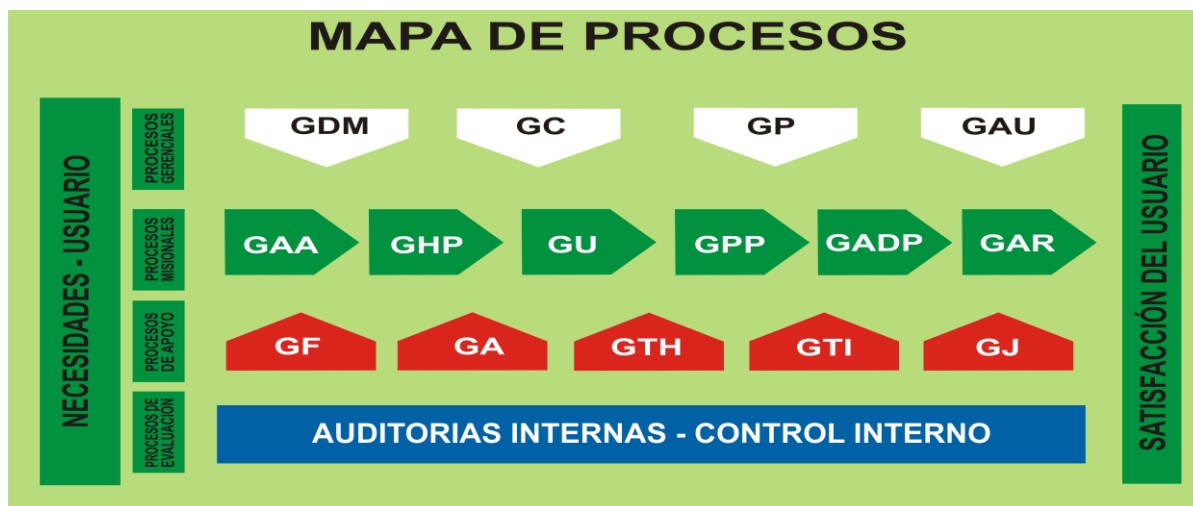 MAPA DE PROCESOS
NECESIDADES - USUARIO
PROCESOS
GERENCIALES
GDM
GC
GP
GAU
PROCESOS
MISIONALES
GAA
GHP
GU
GPP
GADP
GAR
PROCESOS
DE APOYO
GF
GA
GTH
GTI
GJ
PROCESOS DE
EVALUACION
AUDITORIAS INTERNAS - CONTROL INTERNO
SATISFACCIÓN DEL USUARIO